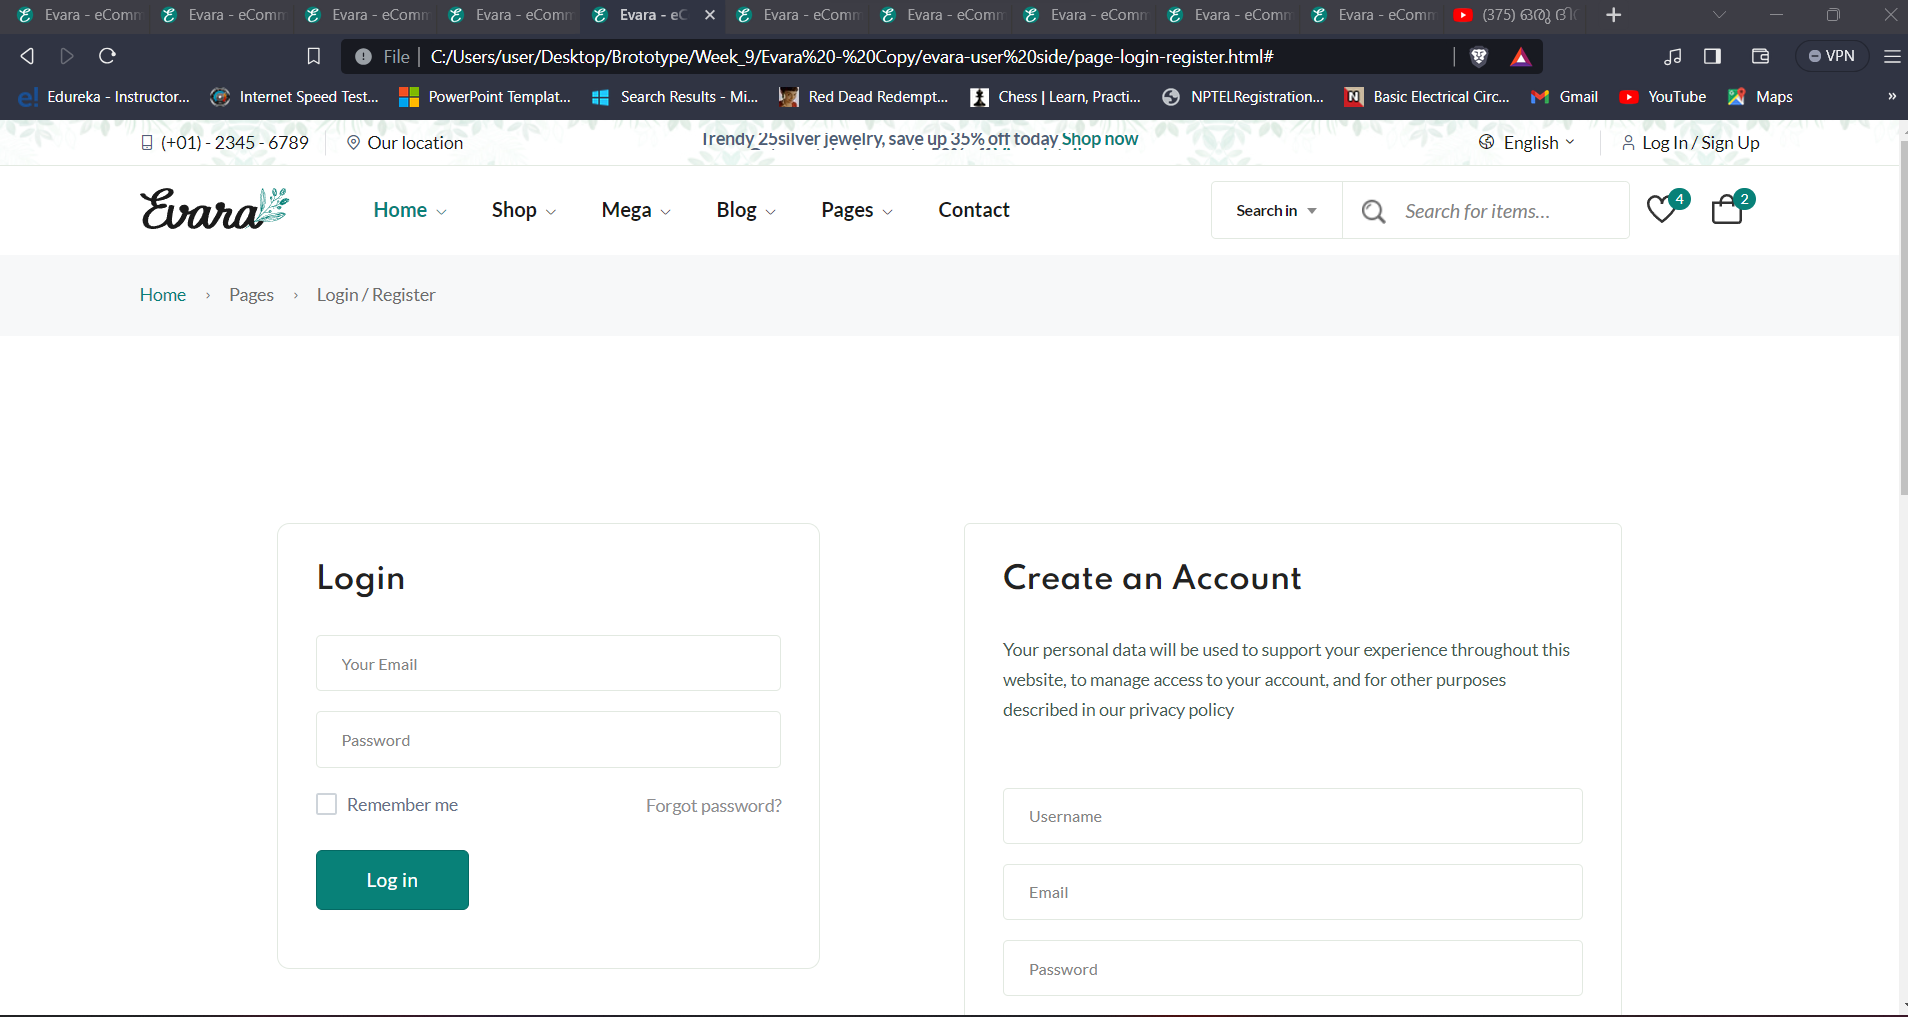 Evara - eComm
Evara - eComm
Evara - eComm
Evara - eComm
Evara - eC
Evara - eComm
Evara - eComm
Evara - eComm
Evara - eComm
Evara - eComm
(375) ഒരു
File
C:/Users/user/Desktop/Brototype/Week_9/Evara%20-%20Copy/evara-user%20side/page-login-register.html#
VPN
Edureka - Instructor...
Internet Speed Test...
PowerPoint Templat...
Search Results - Mi...
Red Dead Redempt...
Chess | Learn, Practi...
NPTELRegistration...
Basic Electrical Circ...
Gmail
YouTube
Maps
»
(+01) - 2345 - 6789
Our location
Trendy 25silver jewelry, save up 35% off today Shop now
English
Log In / Sign Up
Evara
Home
Shop
Mega
Blog
Pages
Contact
Search in
Search for items...
4
2
Home › Pages › Login / Register
Login
Your Email
Password
Remember me
Forgot password?
Log in
Create an Account
Your personal data will be used to support your experience throughout this
website, to manage access to your account, and for other purposes
described in our privacy policy
Username
Email
Password